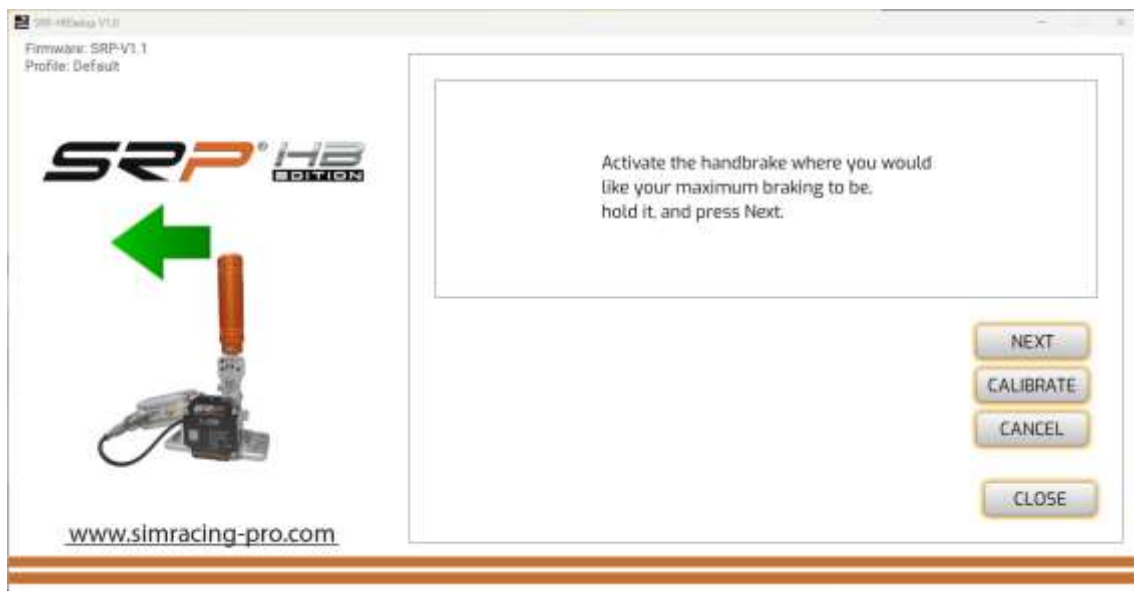 Firmware: SRP-V1.1
Profile: Default
SRP® HB
EDITION
Activate the handbrake where you would
like your maximum braking to be,
hold it, and press Next.
NEXT
CALIBRATE
CANCEL
CLOSE
www.simracing-pro.com